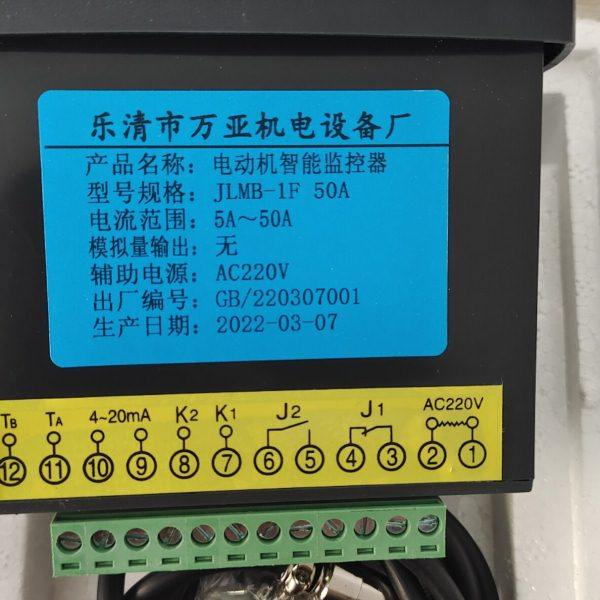 乐清市万亚机电设备厂
产品名称: 电动机智能监控器
型号规格: JLMB-1F 50A
电流范围: 5A～50A
模拟量输出: 无
辅助电源: AC220V
出厂编号: GB/220307001
生产日期: 2022-03-07
TB TA 4~20mA K2 K1 J2 J1 AC220V
12 11 10 9 8 7 6 5 4 3 2 1